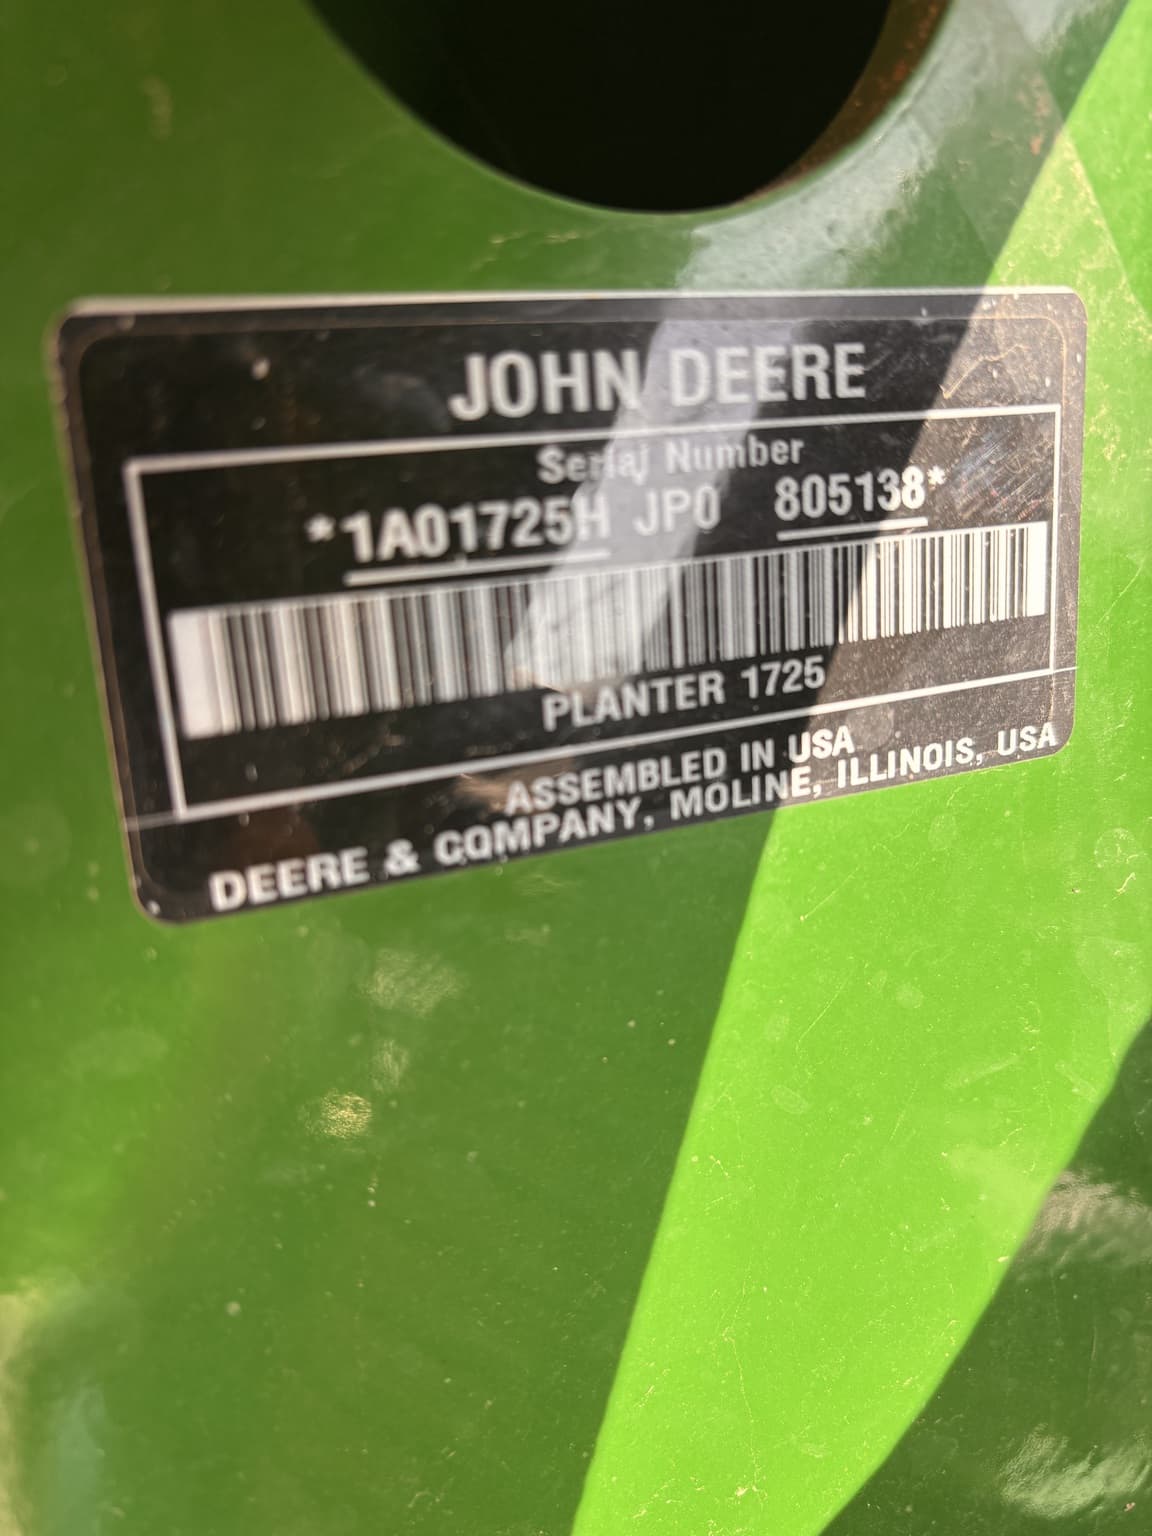 JOHN DEERE
Serial Number
*1A01725H JP0 805138*
PLANTER 1725
ASSEMBLED IN USA
DEERE & COMPANY, MOLINE, ILLINOIS, USA